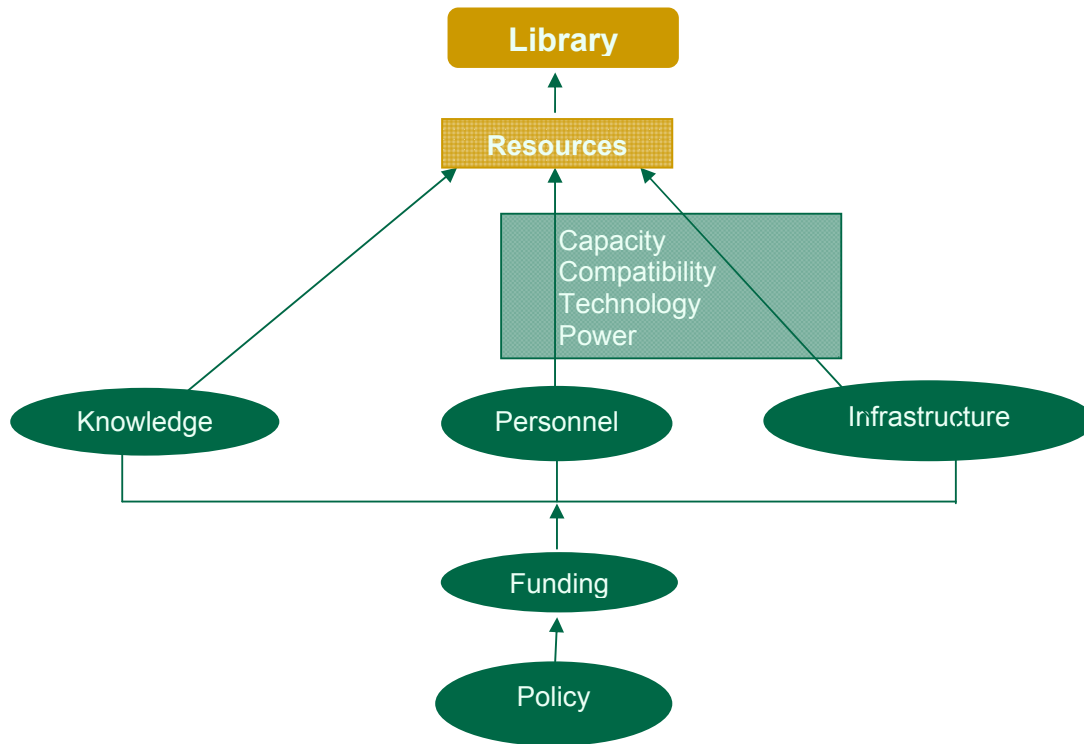 Library
Resources
Capacity
Compatibility
Technology
Power
Knowledge
Personnel
Infrastructure
Funding
Policy